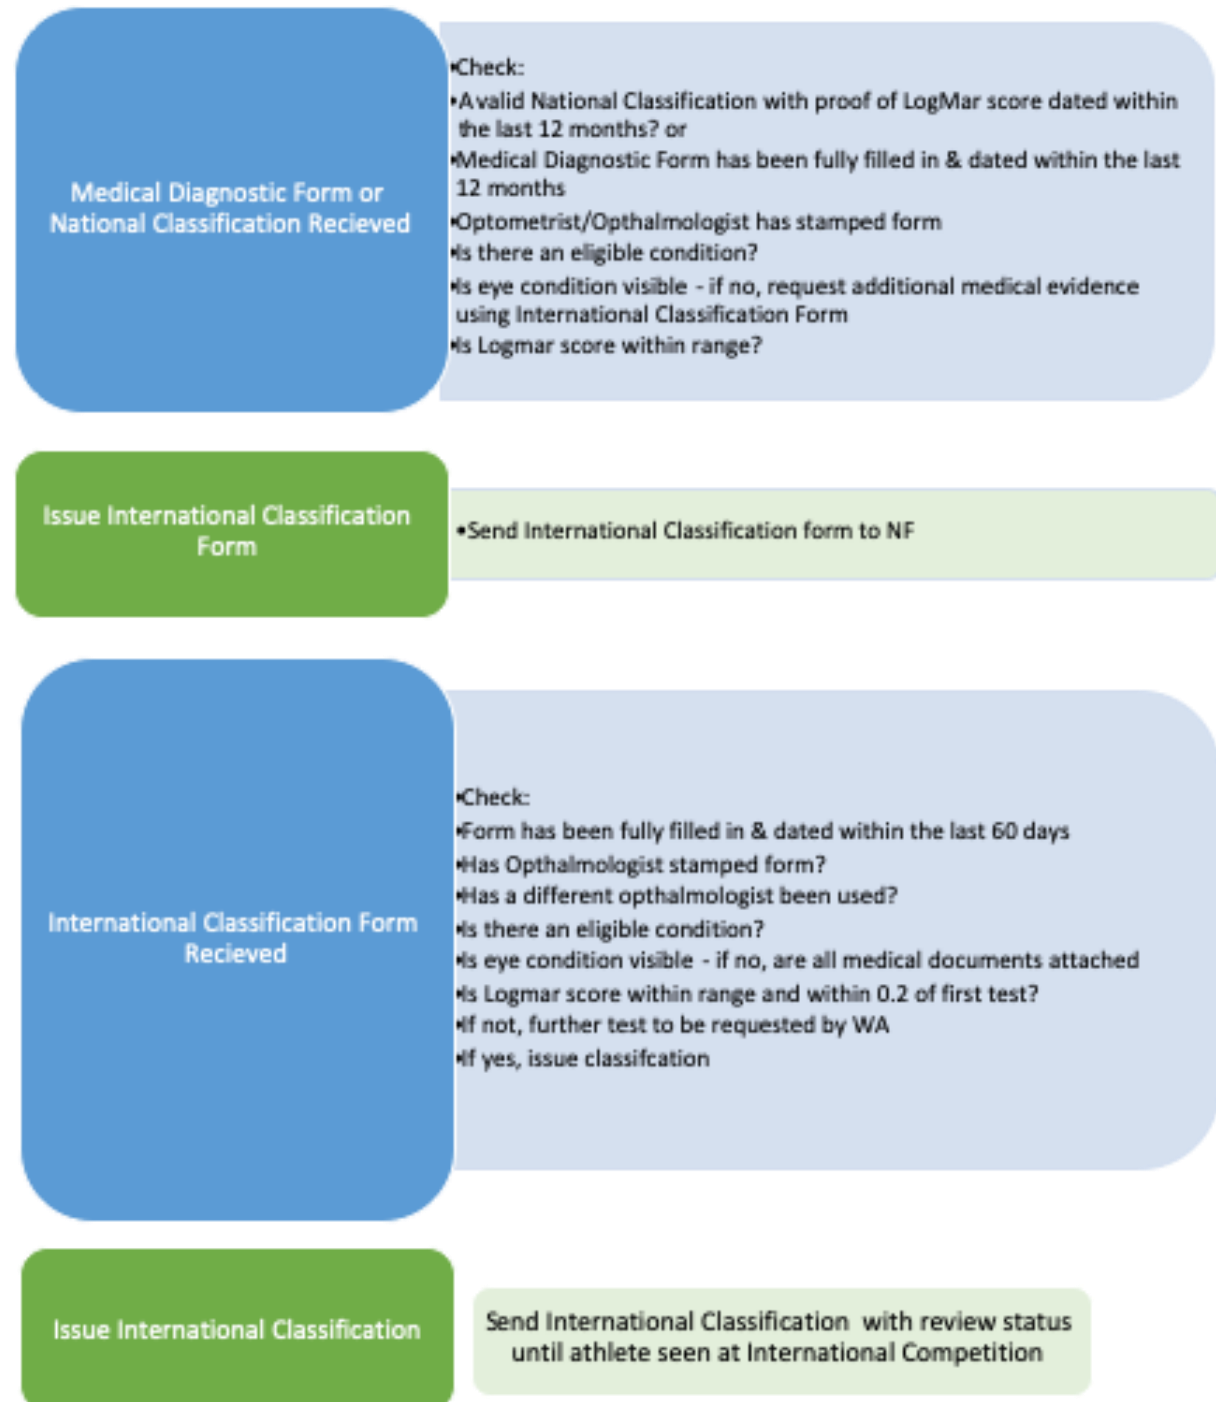 Medical Diagnostic Form or
National Classification Recieved
•Check:
•A valid National Classification with proof of LogMar score dated within
the last 12 months? or
•Medical Diagnostic Form has been fully filled in & dated within the last
12 months
•Optometrist/Opthalmologist has stamped form
•Is there an eligible condition?
•Is eye condition visible - if no, request additional medical evidence
using International Classification Form
•Is Logmar score within range?
Issue International Classification
Form
•Send International Classification form to NF
International Classification Form
Recieved
•Check:
•Form has been fully filled in & dated within the last 60 days
•Has Opthalmologist stamped form?
•Has a different opthalmologist been used?
•Is there an eligible condition?
•Is eye condition visible - if no, are all medical documents attached
•Is Logmar score within range and within 0.2 of first test?
•If not, further test to be requested by WA
•If yes, issue classifcation
Issue International Classification
Send International Classification with review status
until athlete seen at International Competition